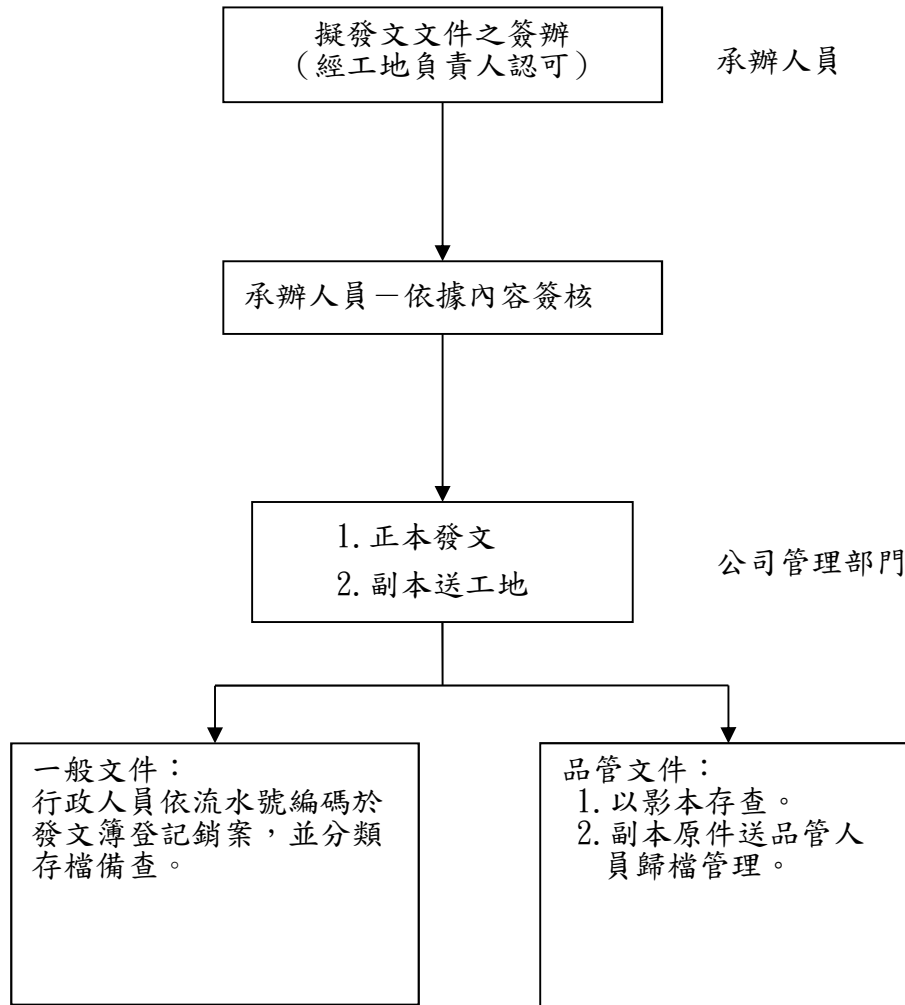 擬發文文件之簽辦
（經工地負責人認可）
承辦人員
承辦人員－依據內容簽核
1.正本發文
2.副本送工地
公司管理部門
一般文件：
行政人員依流水號編碼於
發文簿登記銷案，並分類
存檔備查。
品管文件：
1.以影本存查。
2.副本原件送品管人
員歸檔管理。